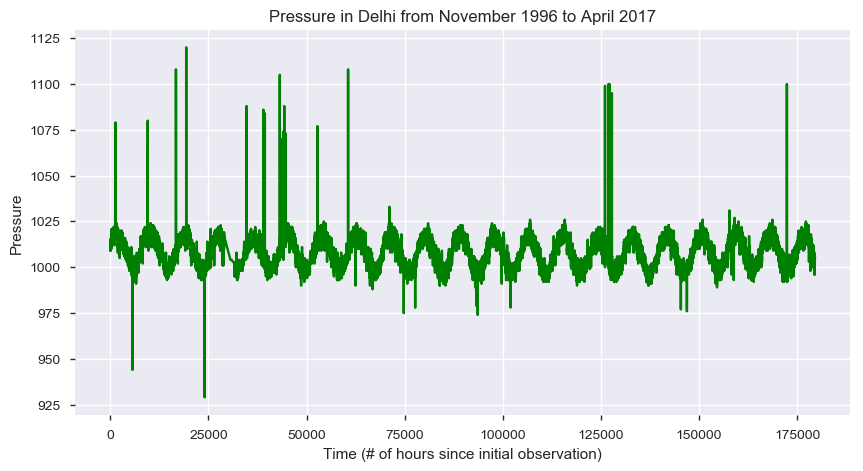 Pressure in Delhi from November 1996 to April 2017
1125
1100
1075
1050
1025
1000
975
950
925
Pressure
0 25000 50000 75000 100000 125000 150000 175000
Time (# of hours since initial observation)